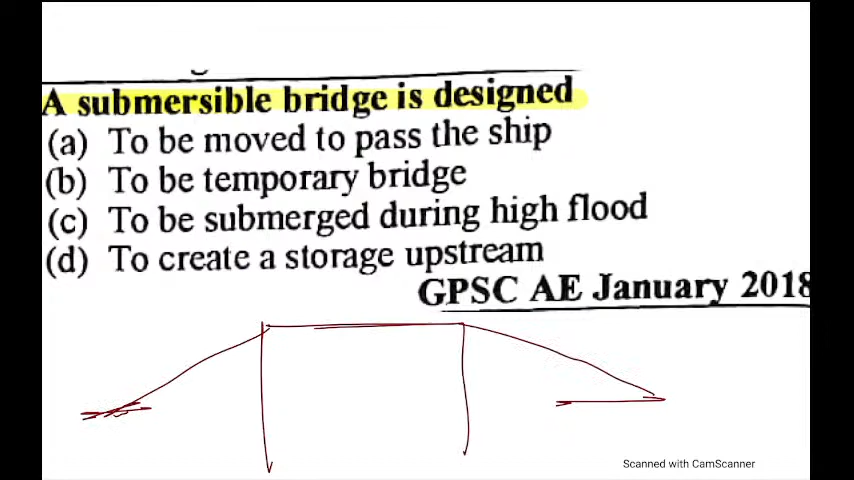 A submersible bridge is designed
(a) To be moved to pass the ship
(b) To be temporary bridge
(c) To be submerged during high flood
(d) To create a storage upstream
GPSC AE January 2018
Scanned with CamScanner